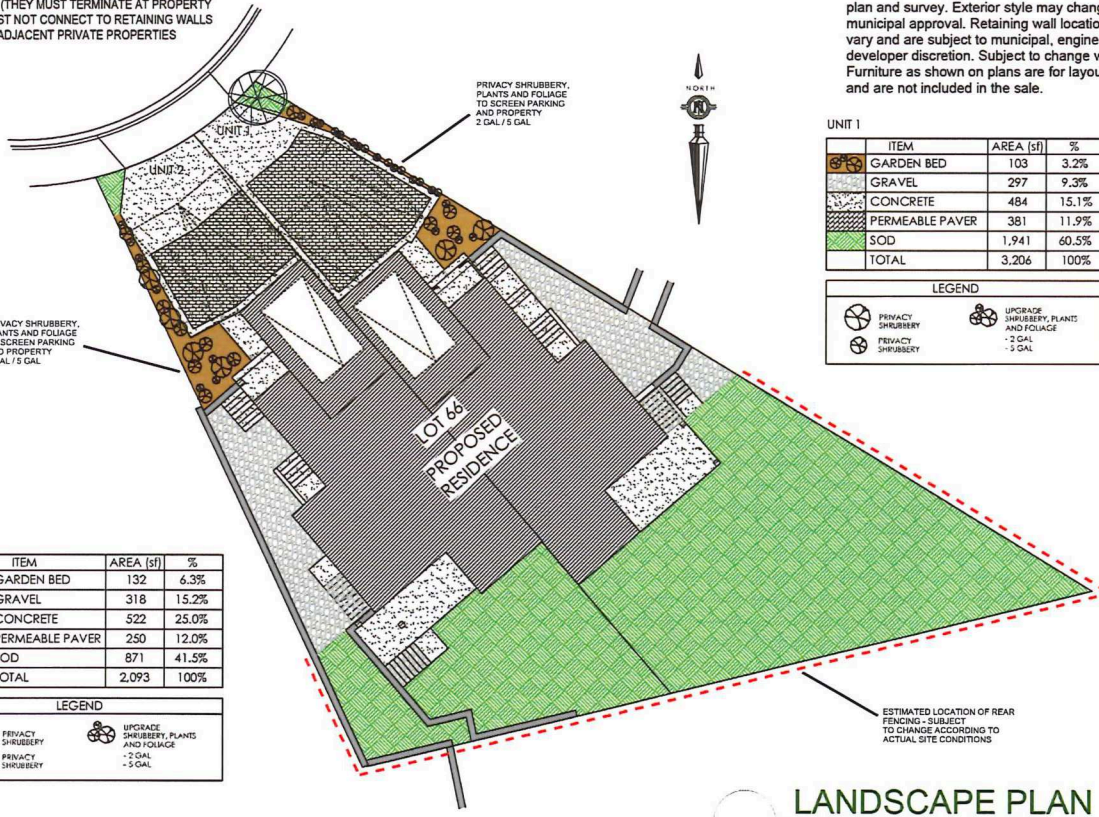 (THEY MUST TERMINATE AT PROPERTY
ST NOT CONNECT TO RETAINING WALLS
ADJACENT PRIVATE PROPERTIES
plan and survey. Exterior style may chang
municipal approval. Retaining wall locatio
vary and are subject to municipal, engine
developer discretion. Subject to change v
Furniture as shown on plans are for layou
and are not included in the sale.
PRIVACY SHRUBBERY,
PLANTS AND FOLIAGE
TO SCREEN PARKING
AND PROPERTY
2 GAL / 5 GAL
NORTH
UNIT 1
UNIT 2
UNIT 1
ITEM AREA (sf) %
GARDEN BED 103 3.2%
GRAVEL 297 9.3%
CONCRETE 484 15.1%
PERMEABLE PAVER 381 11.9%
SOD 1,941 60.5%
TOTAL 3,206 100%
LEGEND
PRIVACY
SHRUBBERY
PRIVACY
SHRUBBERY
UPGRADE
SHRUBBERY, PLANTS
AND FOLIAGE
- 2 GAL
- 5 GAL
VACY SHRUBBERY,
ANTS AND FOLIAGE
SCREEN PARKING
D PROPERTY
AL / 5 GAL
LOT 66
PROPOSED
RESIDENCE
ITEM AREA (sf) %
GARDEN BED 132 6.3%
GRAVEL 318 15.2%
CONCRETE 522 25.0%
PERMEABLE PAVER 250 12.0%
OD 871 41.5%
OTAL 2,093 100%
LEGEND
PRIVACY
SHRUBBERY
PRIVACY
SHRUBBERY
UPGRADE
SHRUBBERY, PLANTS
AND FOLIAGE
- 2 GAL
- 5 GAL
ESTIMATED LOCATION OF REAR
FENCING - SUBJECT
TO CHANGE ACCORDING TO
ACTUAL SITE CONDITIONS
LANDSCAPE PLAN